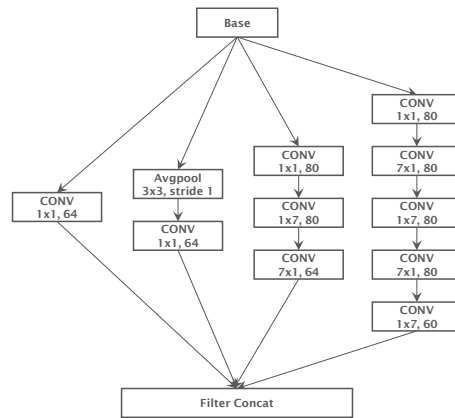 Base
CONV
1x1, 64
Avgpool
3x3, stride 1
CONV
1x1, 64
CONV
1x1, 80
CONV
1x7, 80
CONV
7x1, 64
CONV
1x1, 80
CONV
7x1, 80
CONV
1x7, 80
CONV
7x1, 80
CONV
1x7, 60
Filter Concat